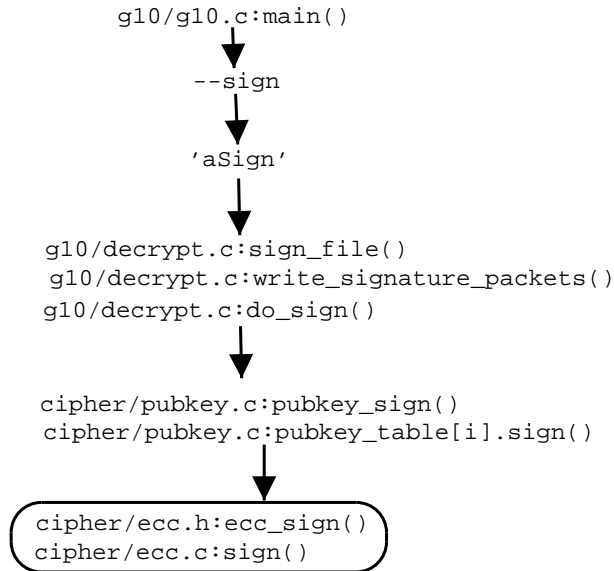 g10/g10.c:main()
--sign
'aSign'
g10/decrypt.c:sign_file()
g10/decrypt.c:write_signature_packets()
g10/decrypt.c:do_sign()
cipher/pubkey.c:pubkey_sign()
cipher/pubkey.c:pubkey_table[i].sign()
cipher/ecc.h:ecc_sign()
cipher/ecc.c:sign()